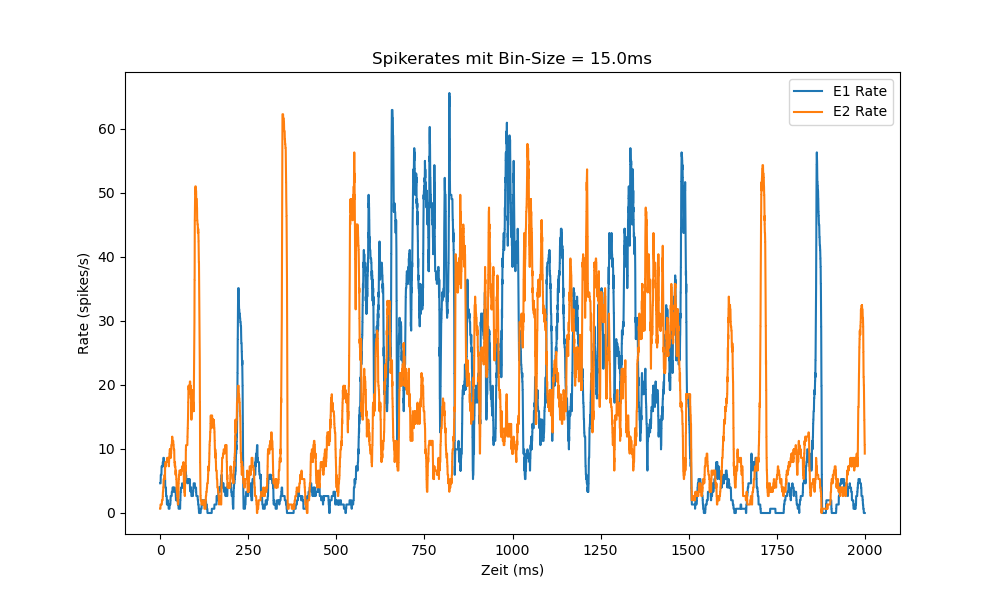 Spikerates mit Bin-Size = 15.0ms
E1 Rate
E2 Rate
Rate (spikes/s)
60
50
40
30
20
10
0
0 250 500 750 1000 1250 1500 1750 2000
Zeit (ms)